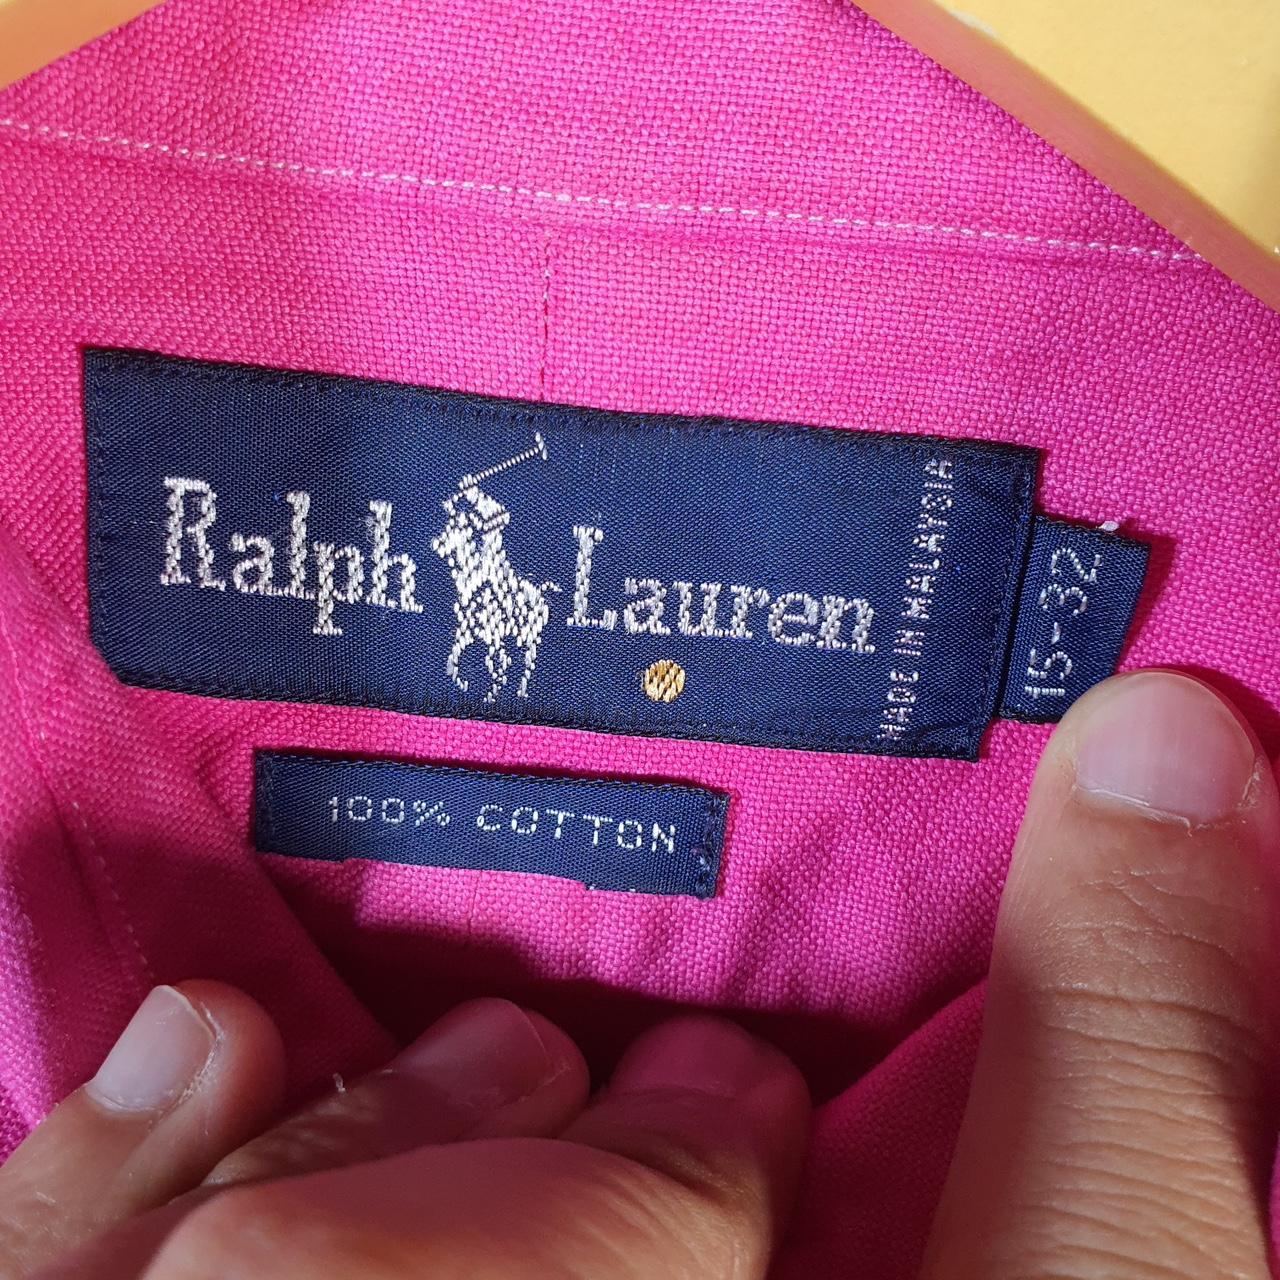 Ralph Lauren
MADE IN MALAYSIA
15-32
100% COTTON